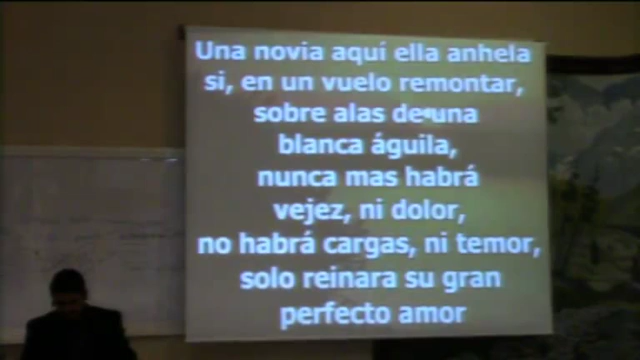 Una novia aquí ella anhela
si, en un vuelo remontar,
sobre alas de una
blanca águila,
nunca mas habrá
vejez, ni dolor,
no habrá cargas, ni temor,
solo reinara su gran
perfecto amor